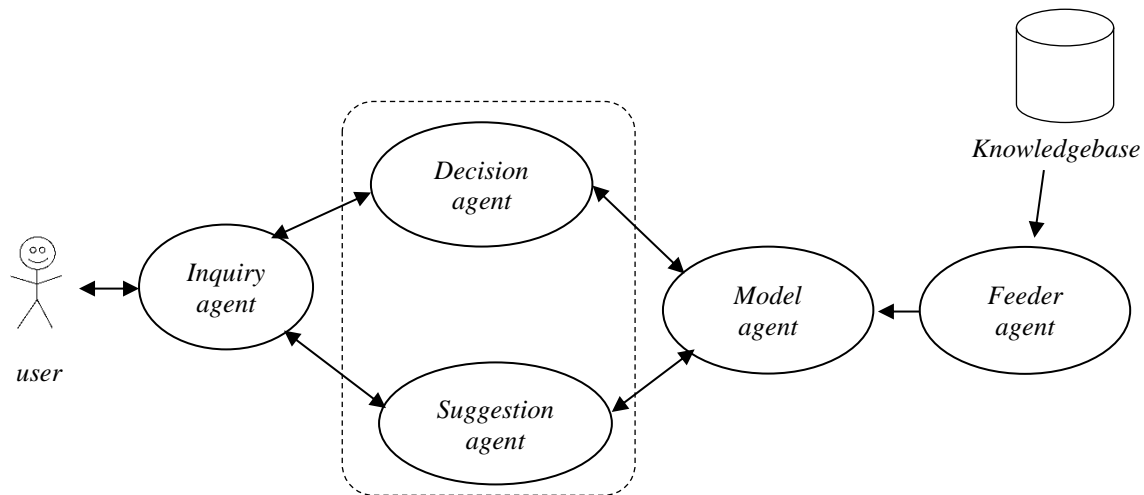 Knowledgebase
Decision
agent
Inquiry
agent
Model
agent
Feeder
agent
user
Suggestion
agent